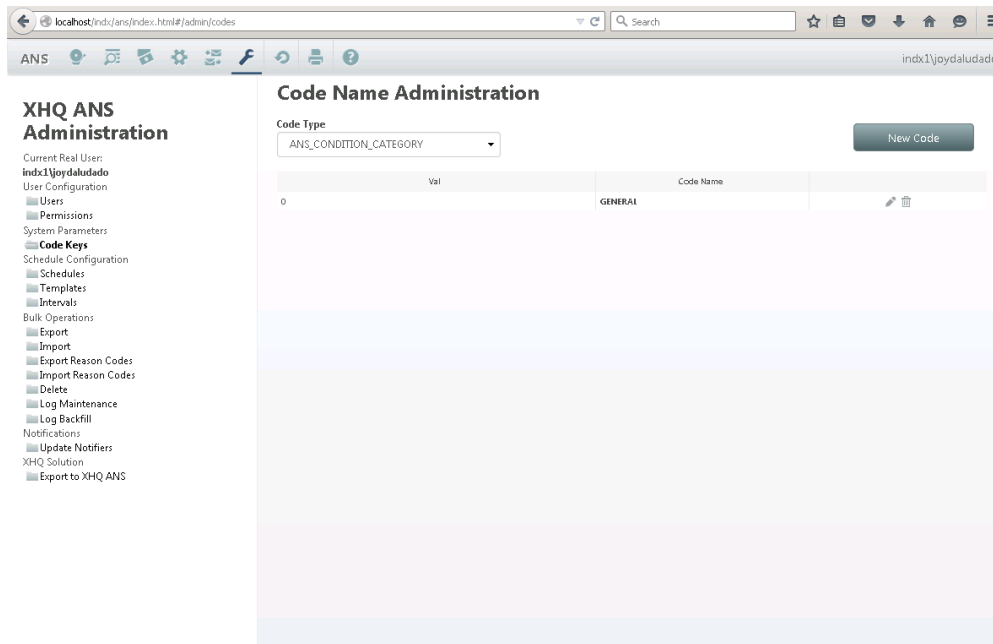 localhost/indx/ans/index.html#/admin/codes
Search
ANS
indx1\joydaludado
XHQ ANS
Administration
Current Real User:
indx1\joydaludado
User Configuration
Users
Permissions
System Parameters
Code Keys
Schedule Configuration
Schedules
Templates
Intervals
Bulk Operations
Export
Import
Export Reason Codes
Import Reason Codes
Delete
Log Maintenance
Log Backfill
Notifications
Update Notifiers
XHQ Solution
Export to XHQ ANS
Code Name Administration
Code Type
ANS_CONDITION_CATEGORY
New Code
Val Code Name
0 GENERAL